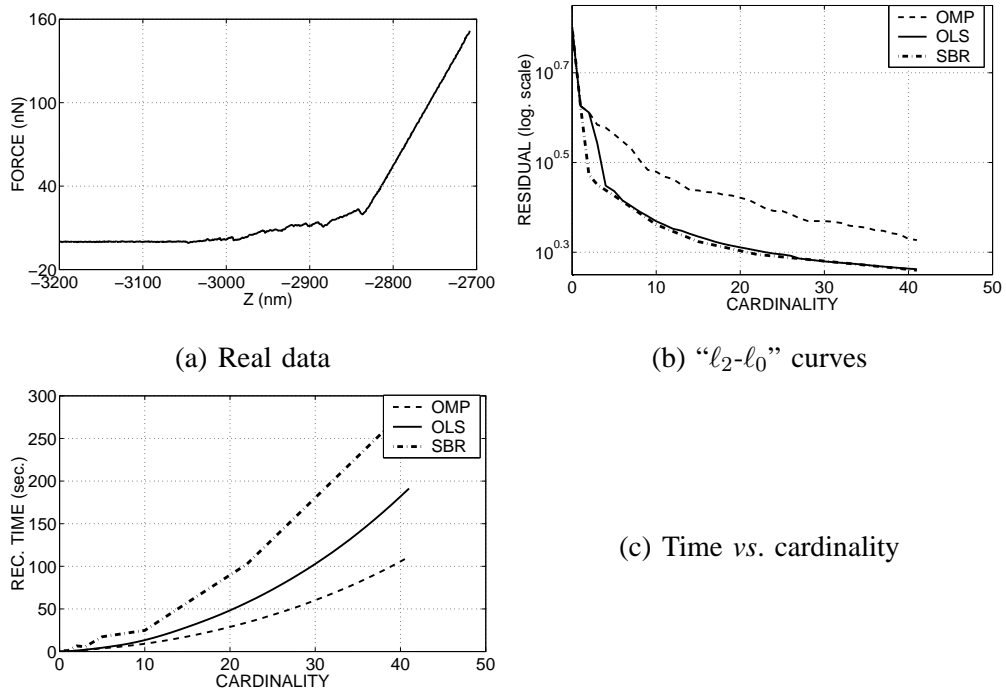 160
100
40
−20
FORCE (nN)
−3200 −3100 −3000 −2900 −2800 −2700
Z (nm)
(a) Real data
10^0.7
10^0.5
10^0.3
RESIDUAL (log. scale)
OMP
OLS
SBR
0 10 20 30 40 50
CARDINALITY
(b) “ℓ2-ℓ0” curves
300
250
200
150
100
50
0
REC. TIME (sec.)
OMP
OLS
SBR
0 10 20 30 40 50
CARDINALITY
(c) Time vs. cardinality